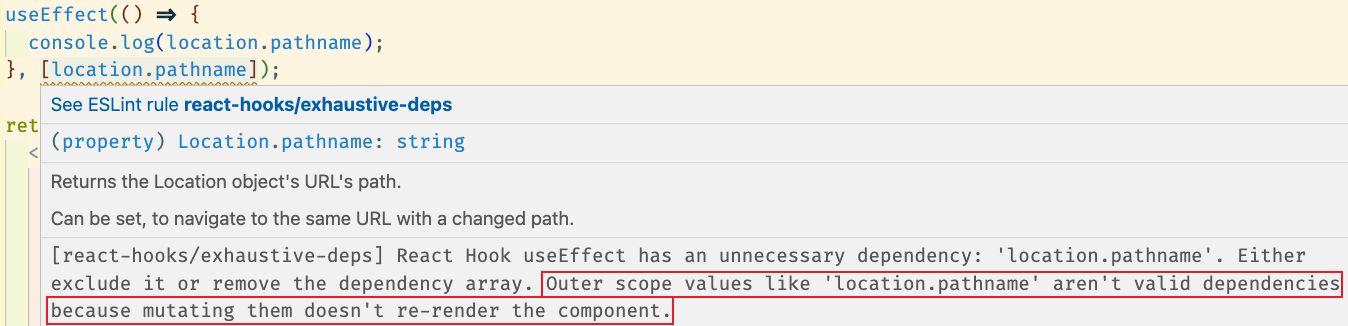 useEffect(() => {
  console.log(location.pathname);
}, [location.pathname]);
See ESLint rule react-hooks/exhaustive-deps
ret
(property) Location.pathname: string
<
Returns the Location object's URL's path.
Can be set, to navigate to the same URL with a changed path.
[react-hooks/exhaustive-deps] React Hook useEffect has an unnecessary dependency: 'location.pathname'. Either
exclude it or remove the dependency array. Outer scope values like 'location.pathname' aren't valid dependencies
because mutating them doesn't re-render the component.